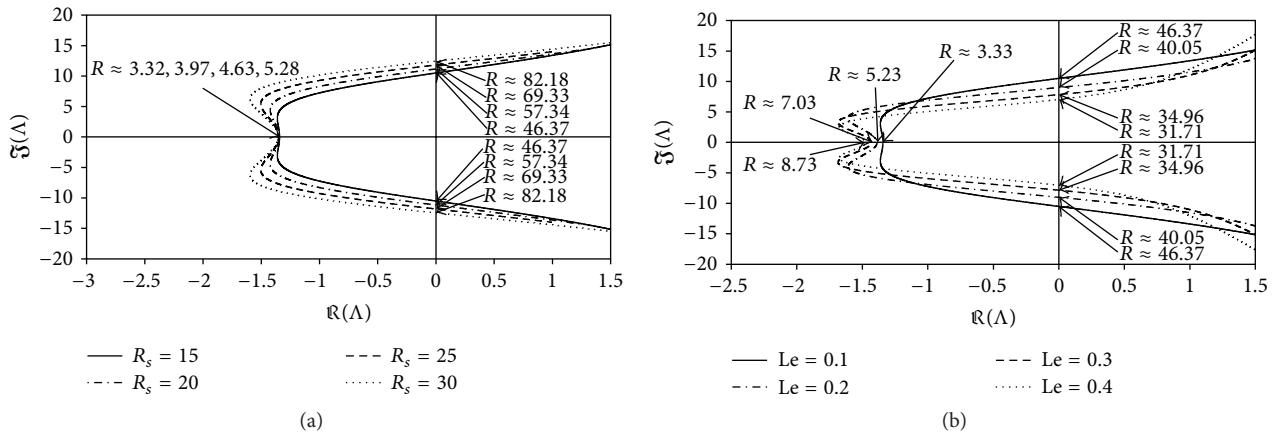 20
15
10
5
0
−5
−10
−15
−20
ℑ(Λ)
R ≈ 3.32, 3.97, 4.63, 5.28
R ≈ 82.18
R ≈ 69.33
R ≈ 57.34
R ≈ 46.37
R ≈ 46.37
R ≈ 57.34
R ≈ 69.33
R ≈ 82.18
−3 −2.5 −2 −1.5 −1 −0.5 0 0.5 1 1.5
ℜ(Λ)
R_s = 15
R_s = 25
R_s = 20
R_s = 30
(a)
20
15
10
5
0
−5
−10
−15
−20
ℑ(Λ)
R ≈ 46.37
R ≈ 40.05
R ≈ 3.33
R ≈ 5.23
R ≈ 7.03
R ≈ 8.73
R ≈ 34.96
R ≈ 31.71
R ≈ 31.71
R ≈ 34.96
R ≈ 40.05
R ≈ 46.37
−2.5 −2 −1.5 −1 −0.5 0 0.5 1 1.5
ℜ(Λ)
Le = 0.1
Le = 0.3
Le = 0.2
Le = 0.4
(b)